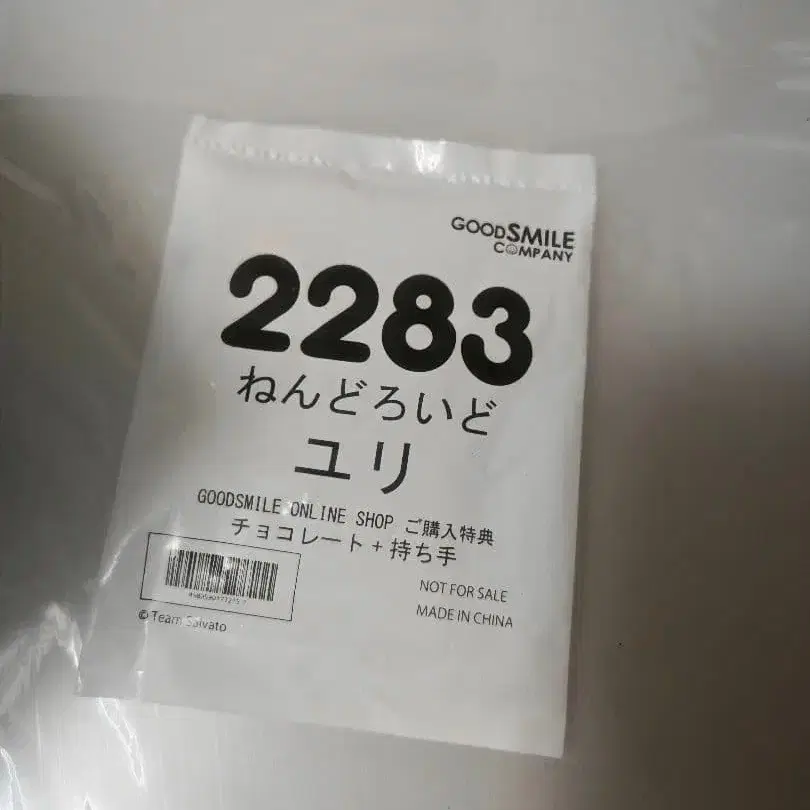 GOODSMILE
COMPANY
2283
ねんどろいど
ユリ
GOODSMILE ONLINE SHOP ご購入特典
チョコレート + 持ち手
NOT FOR SALE
MADE IN CHINA
© Team Salvato